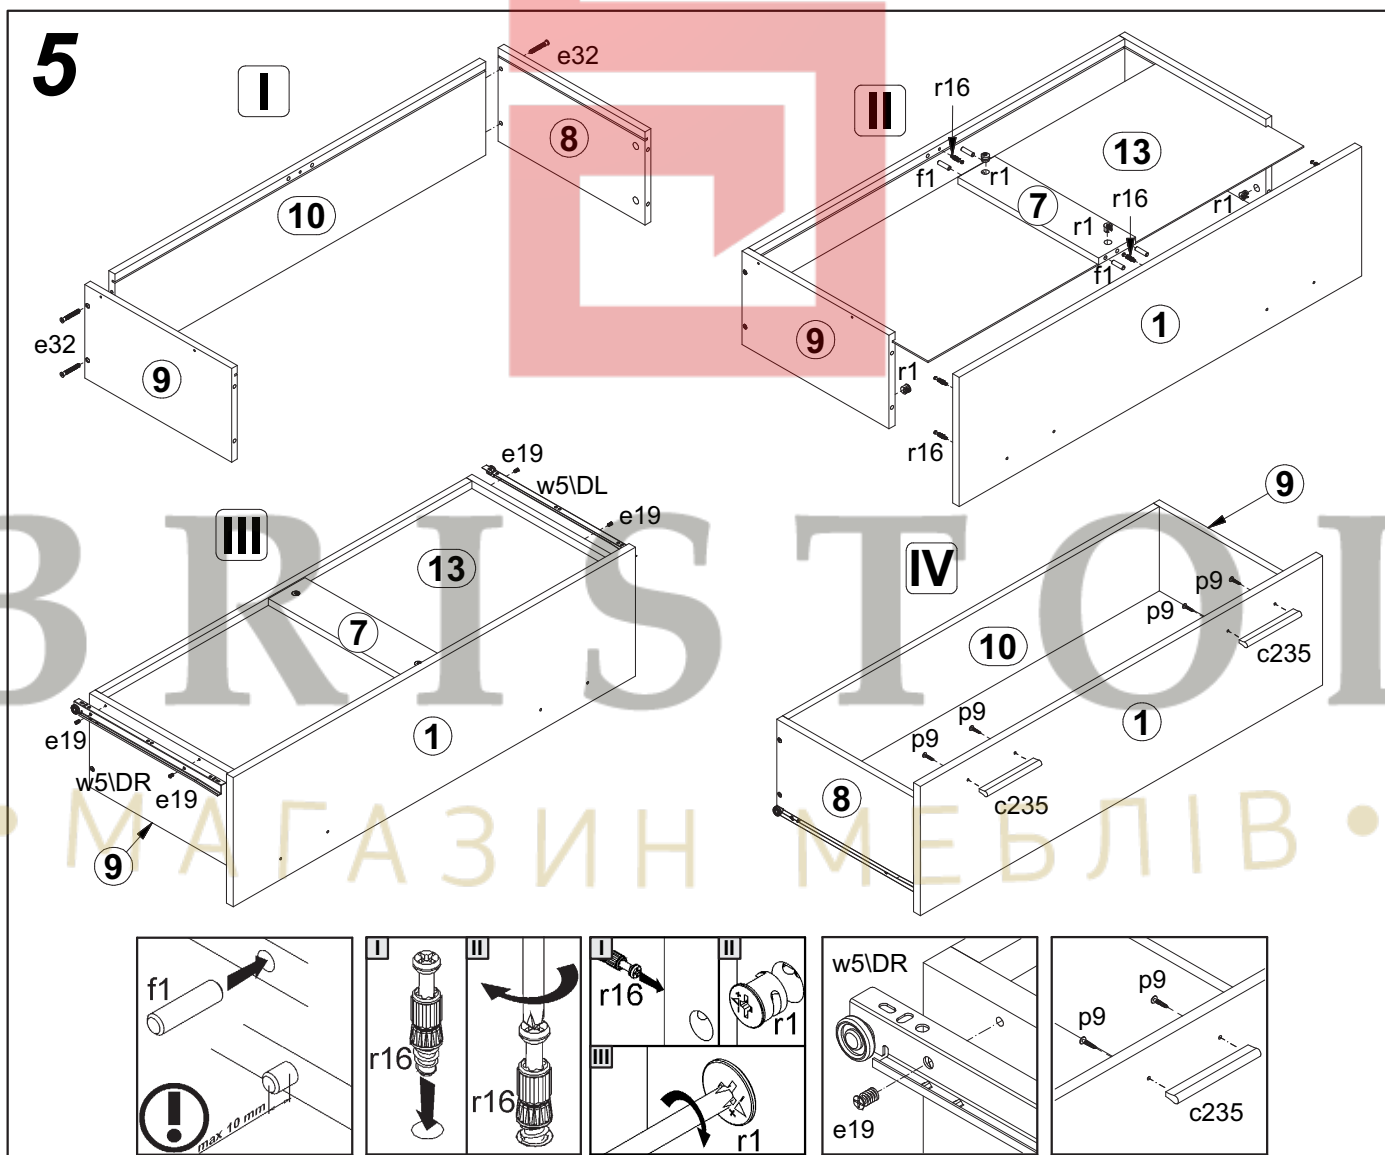 5
I
e32
8
10
e32
9
II
r16
13
f1
r1
7
r16
r1
r1
f1
1
9
r1
r16
III
e19
w5\DL
e19
13
7
1
e19
w5\DR
e19
9
IV
9
p9
p9
10
c235
p9
1
p9
8
c235
BRISTOL
• МАГАЗИН МЕБЛІВ •
f1
max 10 mm
I
r16
II
r16
I
r16
II
r1
III
r1
w5\DR
e19
p9
p9
c235